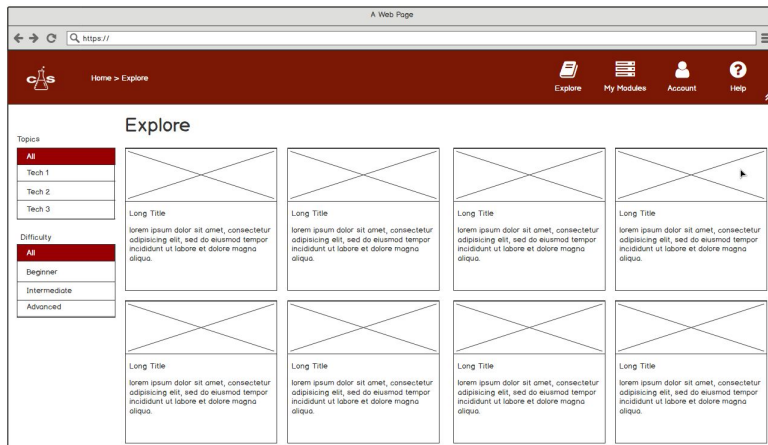 A Web Page
https://
CAS
Home > Explore
Explore
My Modules
Account
Help
Explore
Topics
All
Tech 1
Tech 2
Tech 3
Difficulty
All
Beginner
Intermediate
Advanced
Long Title
lorem ipsum dolor sit amet, consectetur
adipisicing elit, sed do eiusmod tempor
incididunt ut labore et dolore magna
aliqua.
Long Title
lorem ipsum dolor sit amet, consectetur
adipisicing elit, sed do eiusmod tempor
incididunt ut labore et dolore magna
aliqua.
Long Title
lorem ipsum dolor sit amet, consectetur
adipisicing elit, sed do eiusmod tempor
incididunt ut labore et dolore magna
aliqua.
Long Title
lorem ipsum dolor sit amet, consectetur
adipisicing elit, sed do eiusmod tempor
incididunt ut labore et dolore magna
aliqua.
Long Title
lorem ipsum dolor sit amet, consectetur
adipisicing elit, sed do eiusmod tempor
incididunt ut labore et dolore magna
aliqua.
Long Title
lorem ipsum dolor sit amet, consectetur
adipisicing elit, sed do eiusmod tempor
incididunt ut labore et dolore magna
aliqua.
Long Title
lorem ipsum dolor sit amet, consectetur
adipisicing elit, sed do eiusmod tempor
incididunt ut labore et dolore magna
aliqua.
Long Title
lorem ipsum dolor sit amet, consectetur
adipisicing elit, sed do eiusmod tempor
incididunt ut labore et dolore magna
aliqua.